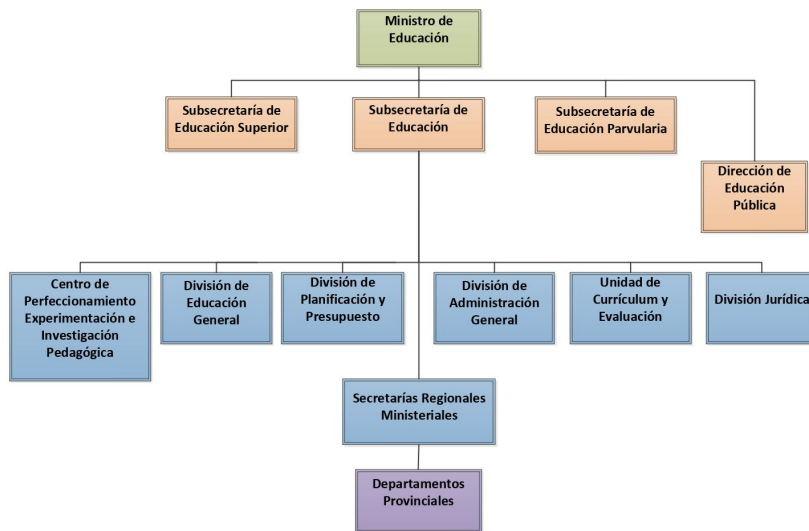 Ministro de
Educación
Subsecretaría de
Educación Superior
Subsecretaría de
Educación
Subsecretaría de
Educación Parvularia
Dirección de
Educación
Pública
Centro de
Perfeccionamiento
Experimentación e
Investigación
Pedagógica
División de
Educación
General
División de
Planificación y
Presupuesto
División de
Administración
General
Unidad de
Currículum y
Evaluación
División Jurídica
Secretarías Regionales
Ministeriales
Departamentos
Provinciales